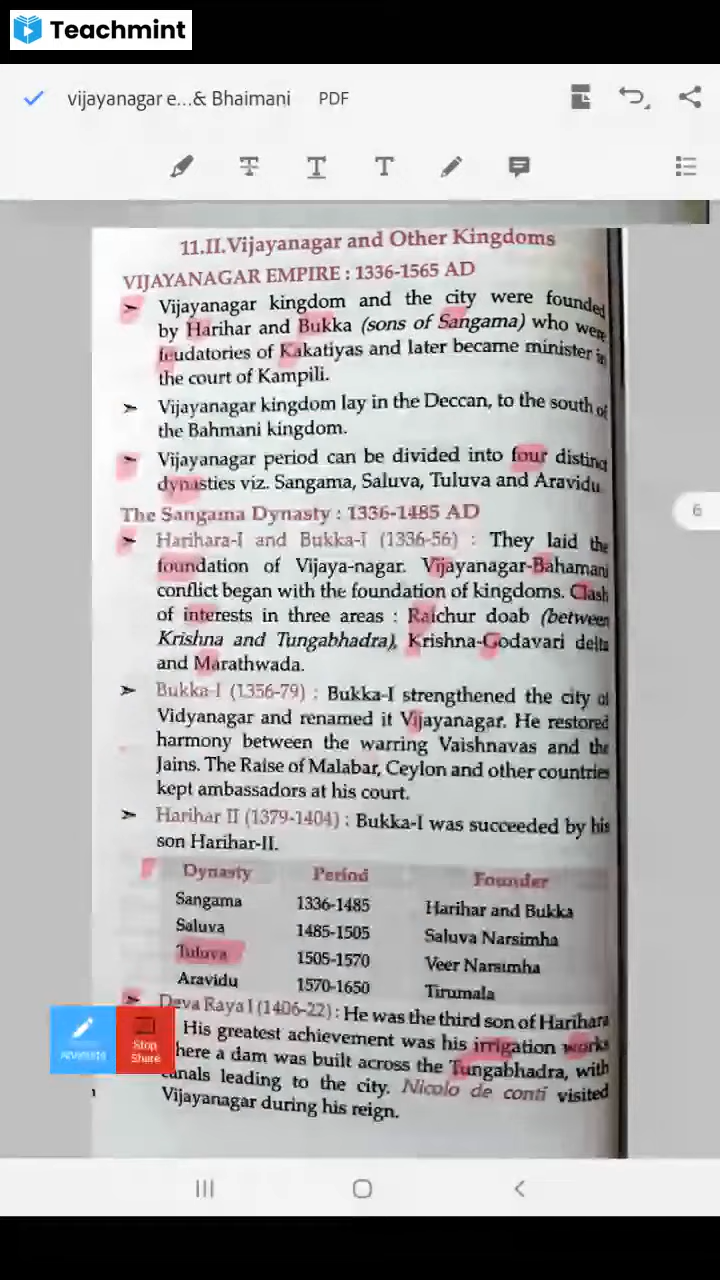 Teachmint
vijayanagar e...& Bhaimani PDF
11.II.Vijayanagar and Other Kingdoms
VIJAYANAGAR EMPIRE : 1336-1565 AD
➤ Vijayanagar kingdom and the city were founded
by Harihar and Bukka (sons of Sangama) who were
feudatories of Kakatiyas and later became minister in
the court of Kampili.
➤ Vijayanagar kingdom lay in the Deccan, to the south of
the Bahmani kingdom.
➤ Vijayanagar period can be divided into four distinct
dynasties viz. Sangama, Saluva, Tuluva and Aravidu.
6
The Sangama Dynasty : 1336-1485 AD
➤ Harihara-I and Bukka-I (1336-56) : They laid the
foundation of Vijaya-nagar. Vijayanagar-Bahamani
conflict began with the foundation of kingdoms. Clash
of interests in three areas : Raichur doab (between
Krishna and Tungabhadra), Krishna-Godavari delta
and Marathwada.
➤ Bukka-I (1356-79) : Bukka-I strengthened the city of
Vidyanagar and renamed it Vijayanagar. He restored
harmony between the warring Vaishnavas and the
Jains. The Raise of Malabar, Ceylon and other countries
kept ambassadors at his court.
➤ Harihar II (1379-1404) : Bukka-I was succeeded by his
son Harihar-II.
Dynasty Period Founder
Sangama 1336-1485 Harihar and Bukka
Saluva 1485-1505 Saluva Narsimha
Tuluva 1505-1570 Veer Narsimha
Aravidu 1570-1650 Tirumala
➤ Deva Raya I (1406-22) : He was the third son of Harihara
His greatest achievement was his irrigation works
here a dam was built across the Tungabhadra, with
canals leading to the city. Nicolo de conti visited
Vijayanagar during his reign.
Annotate
Stop
Share